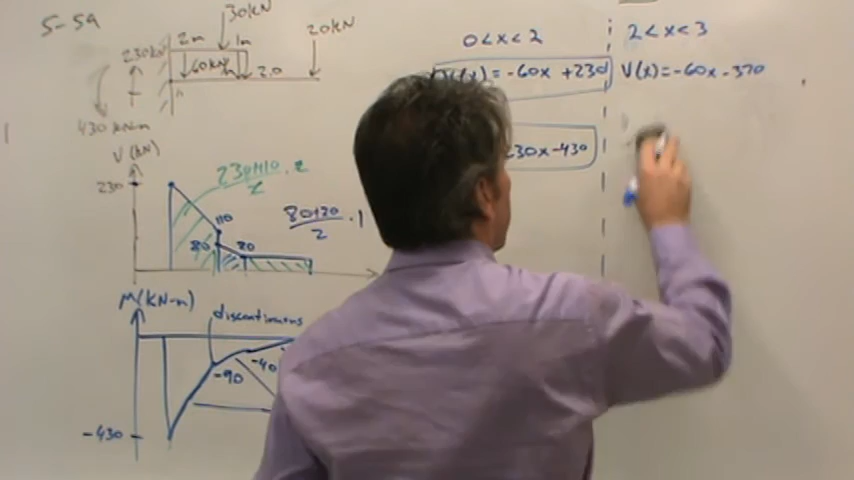 5-59
30kN
20kN
2m
1m
230kN
60kN/m
2.0
430 kN-m
V(kN)
230
230+110/2 · 2
110
80
20
80+20/2 · 1
M(KN-m)
discontinuous
-90
-40
-430
0<x<2
= -60x +230
230x-430
2<x<3
V(x)=-60x-370